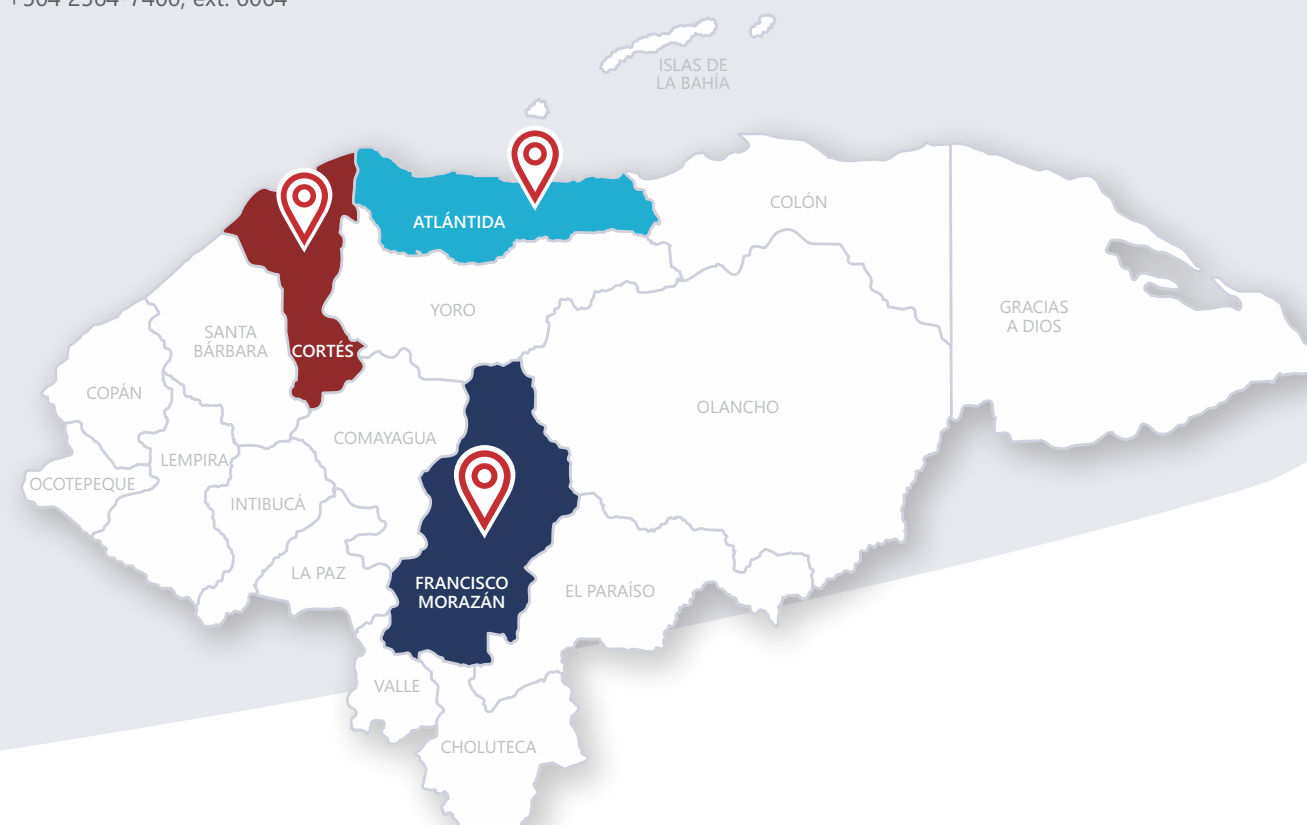 +504 2564-7400, ext. 6064
ISLAS DE
LA BAHÍA
ATLÁNTIDA
COLÓN
YORO
GRACIAS
A DIOS
SANTA
BÁRBARA
CORTÉS
COPÁN
OLANCHO
COMAYAGUA
LEMPIRA
OCOTEPEQUE
INTIBUCÁ
LA PAZ
FRANCISCO
MORAZÁN
EL PARAÍSO
VALLE
CHOLUTECA